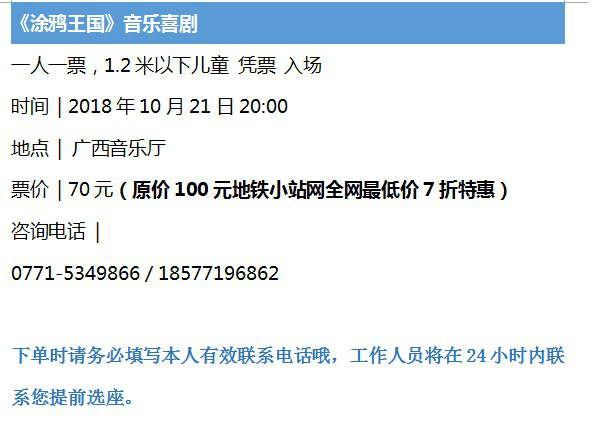 《涂鸦王国》音乐喜剧
一人一票，1.2 米以下儿童 凭票 入场
时间｜2018 年 10 月 21 日 20:00
地点｜ 广西音乐厅
票价｜70 元（原价 100 元地铁小站网全网最低价 7 折特惠）
咨询电话｜
0771-5349866 / 18577196862
下单时请务必填写本人有效联系电话哦，工作人员将在 24 小时内联
系您提前选座。